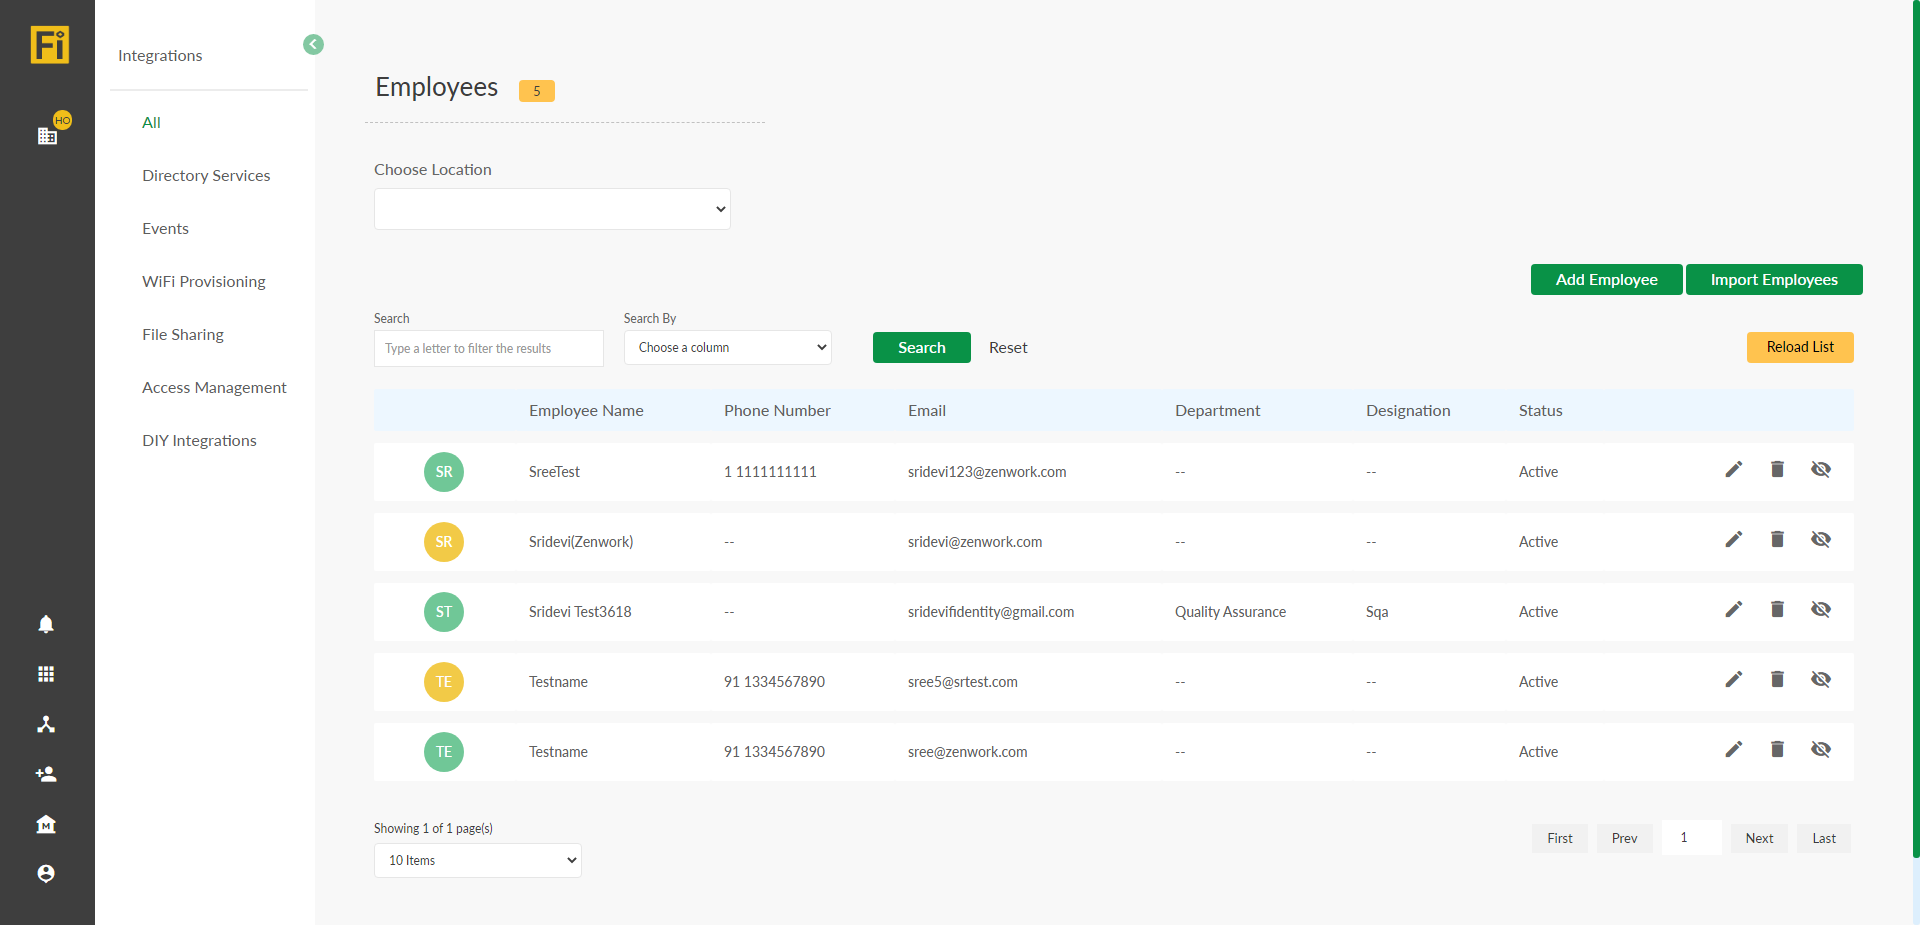 Fi
HO
Integrations
All
Directory Services
Events
WiFi Provisioning
File Sharing
Access Management
DIY Integrations
Employees 5
Choose Location
Add Employee Import Employees
Search Search By
Type a letter to filter the results Choose a column Search Reset Reload List
Employee Name Phone Number Email Department Designation Status
SR SreeTest 1 1111111111 sridevi123@zenwork.com -- -- Active
SR Sridevi(Zenwork) -- sridevi@zenwork.com -- -- Active
ST Sridevi Test3618 -- sridevifidentity@gmail.com Quality Assurance Sqa Active
TE Testname 91 1334567890 sree5@srtest.com -- -- Active
TE Testname 91 1334567890 sree@zenwork.com -- -- Active
M
Showing 1 of 1 page(s)
10 Items
First Prev 1 Next Last